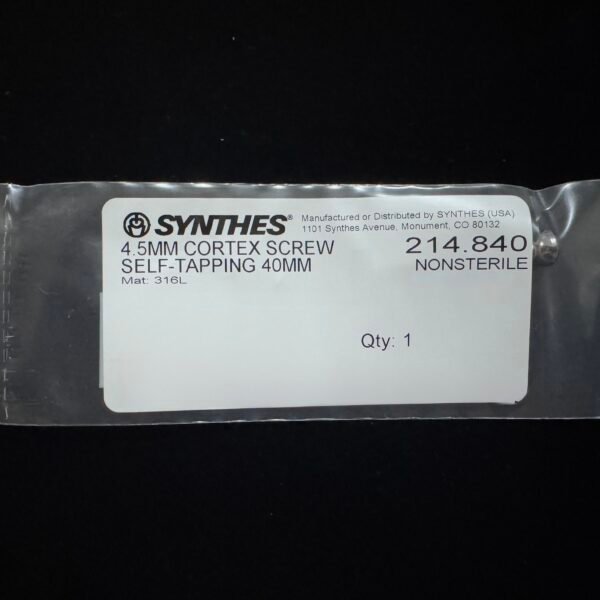 SYNTHES® Manufactured or Distributed by SYNTHES (USA)
1101 Synthes Avenue, Monument, CO 80132
4.5MM CORTEX SCREW 214.840
SELF-TAPPING 40MM NONSTERILE
Mat: 316L
Qty: 1